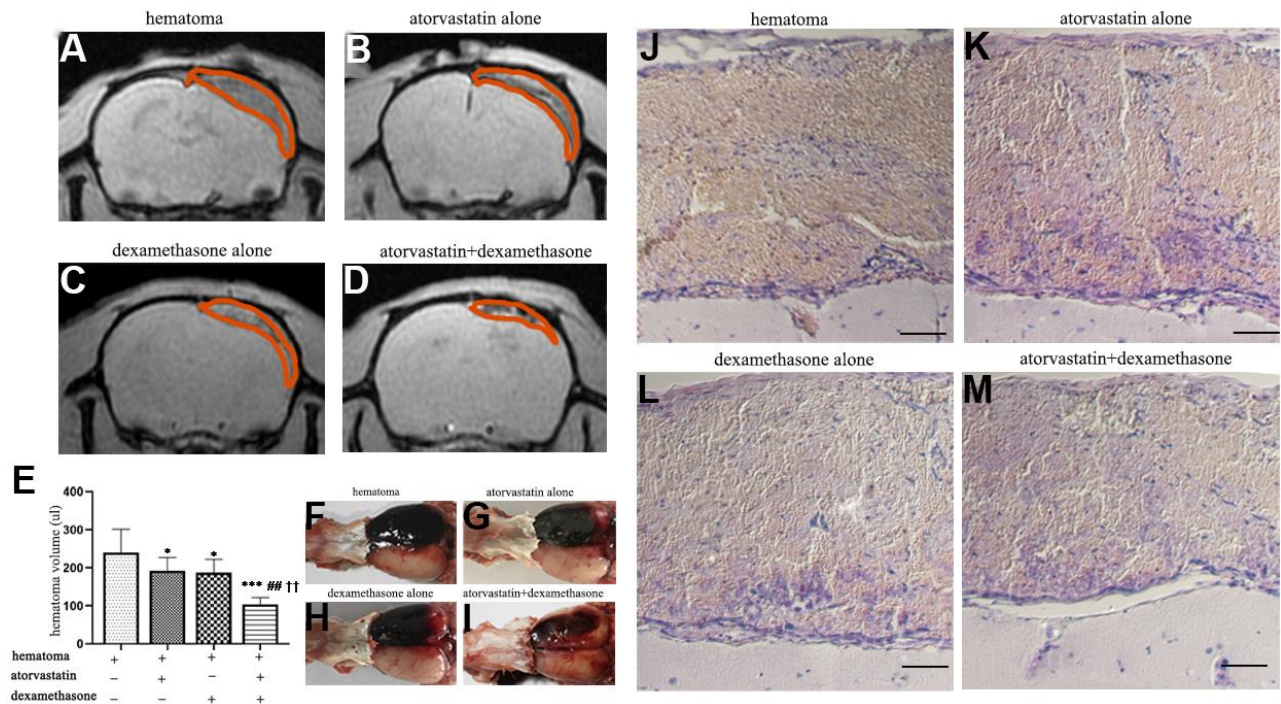 hematoma
atorvastatin alone
A
B
dexamethasone alone
atorvastatin+dexamethasone
C
D
E
400
300
200
100
0
hematoma volume (ul)
*
*
*** ## ††
hematoma + + + +
atorvastatin − + − +
dexamethasone − − + +
hematoma
atorvastatin alone
F
G
dexamethasone alone
atorvastatin+dexamethasone
H
I
hematoma
atorvastatin alone
J
K
dexamethasone alone
atorvastatin+dexamethasone
L
M